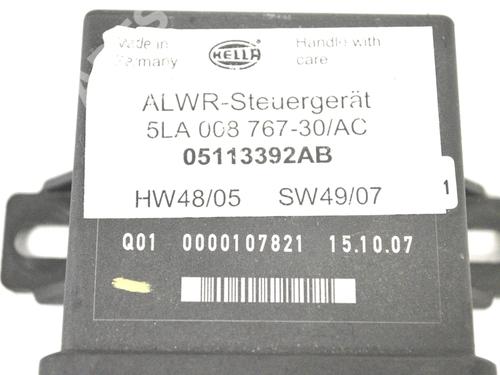 Made in
Germany
HELLA
Handle with
care
ALWR-Steuergerät
5LA 008 767-30/AC
05113392AB
HW48/05 SW49/07
1
Q01 0000107821 15.10.07